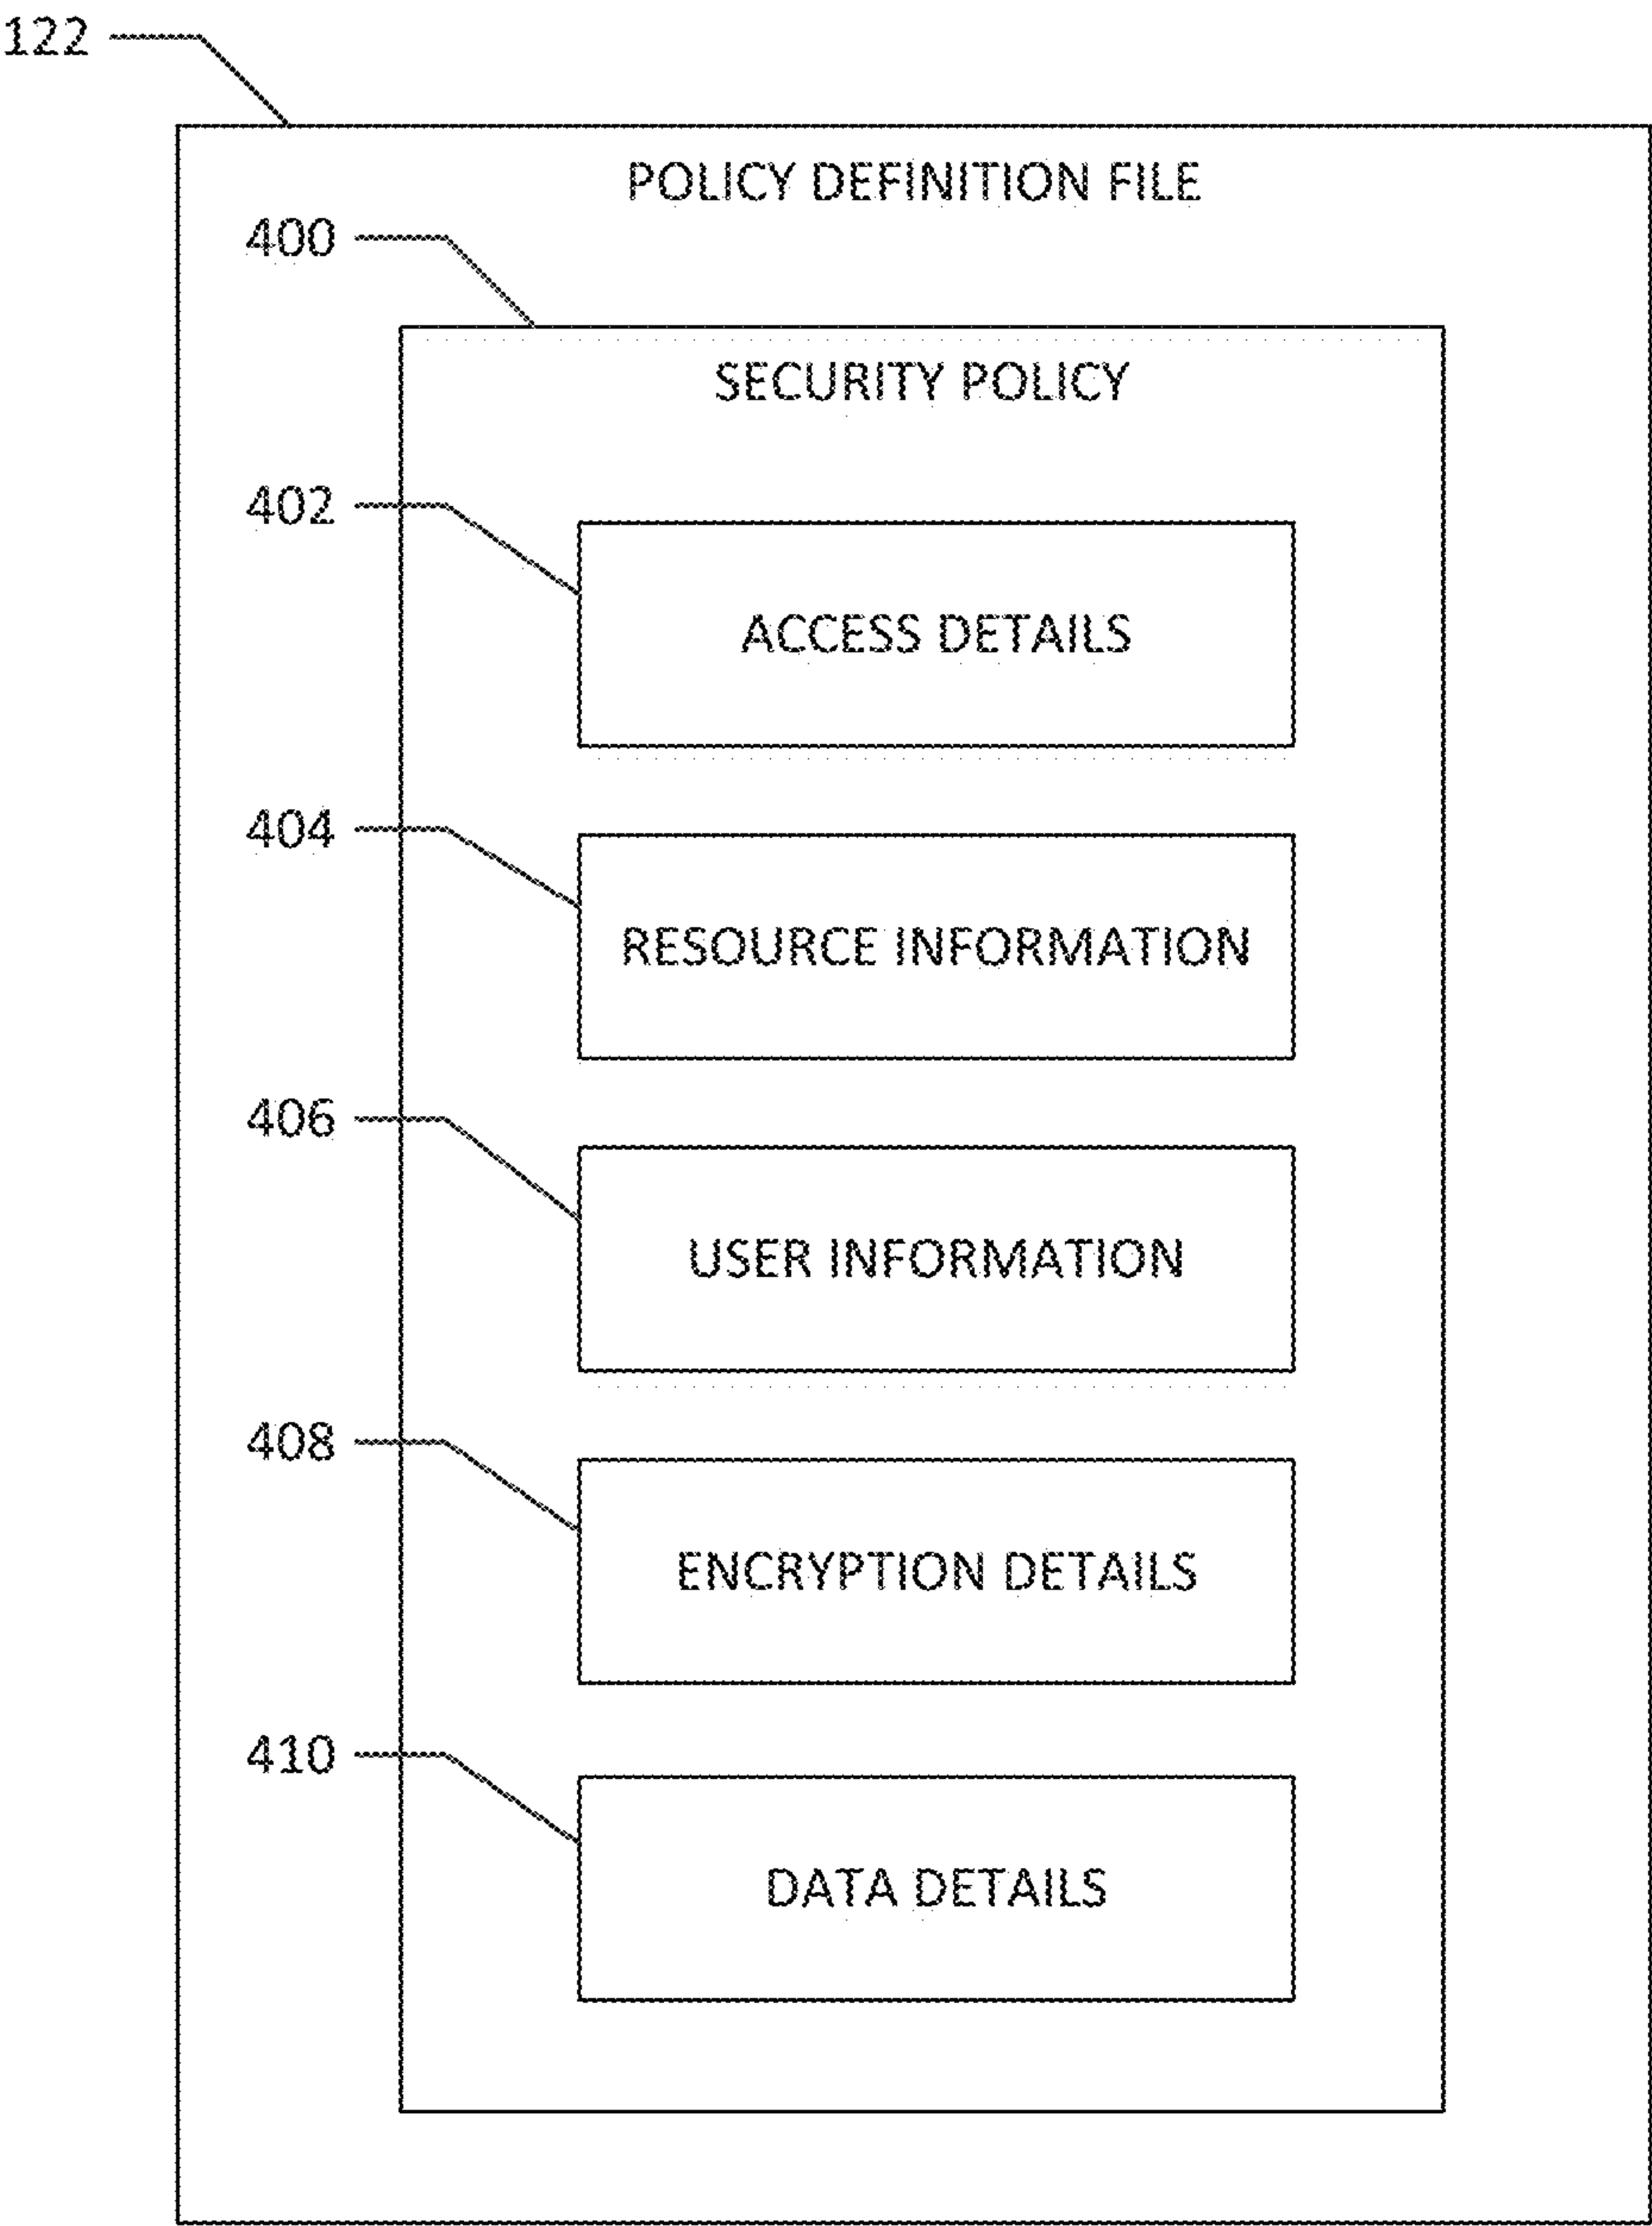 122
POLICY DEFINITION FILE
400
SECURITY POLICY
402
ACCESS DETAILS
404
RESOURCE INFORMATION
406
USER INFORMATION
408
ENCRYPTION DETAILS
410
DATA DETAILS